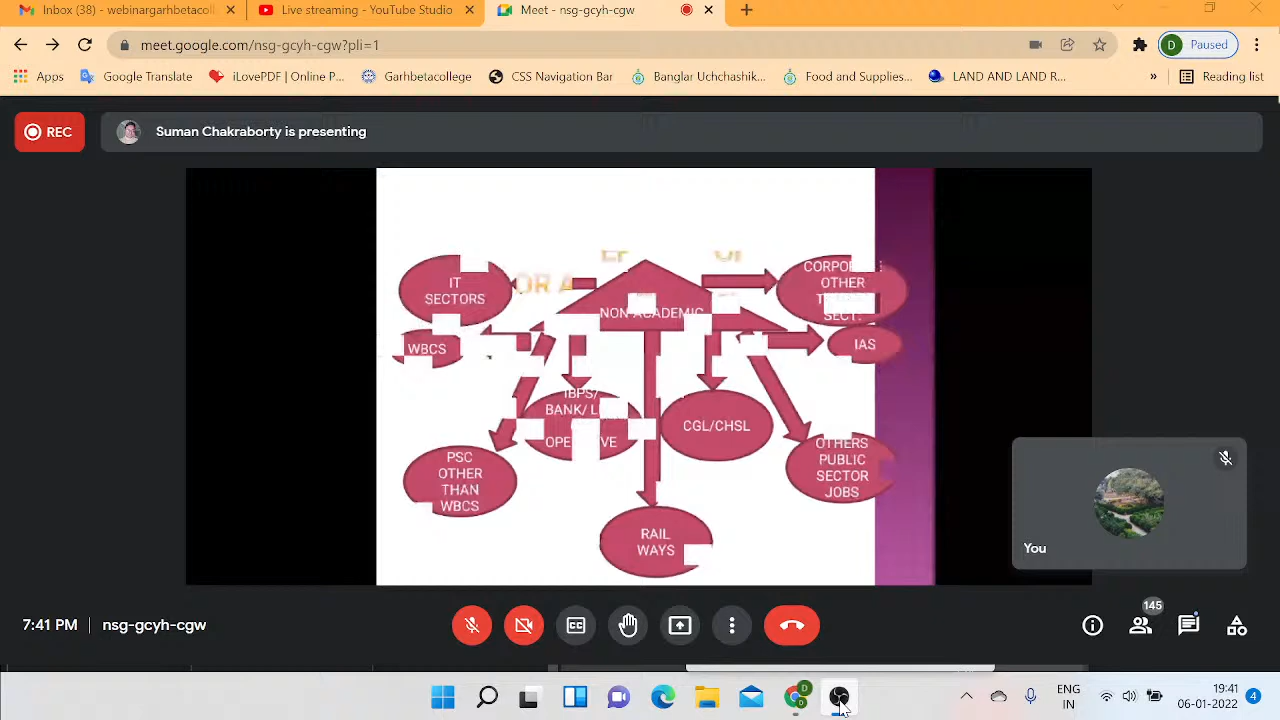 Inbox (38) - webinargarhbetacoll
Live streaming - YouTube Studio
Meet - nsg-gcyh-cgw
meet.google.com/nsg-gcyh-cgw?pli=1
Paused
Apps
Google Translate
iLovePDF | Online P...
Garhbetacollege
CSS Navigation Bar
Banglar Uchchashik...
Food and Supplies...
LAND AND LAND R...
»
Reading list
REC
Suman Chakraborty is presenting
OR A
IT
SECTORS
NON ACADEMIC
OTHER
WBCS
IAS
IBPS/
BANK/
CGL/CHSL
PSC
OTHER
THAN
WBCS
OTHERS
PUBLIC
SECTOR
JOBS
RAIL
WAYS
You
7:41 PM | nsg-gcyh-cgw
145
ENG
IN
19:41
06-01-2022
4